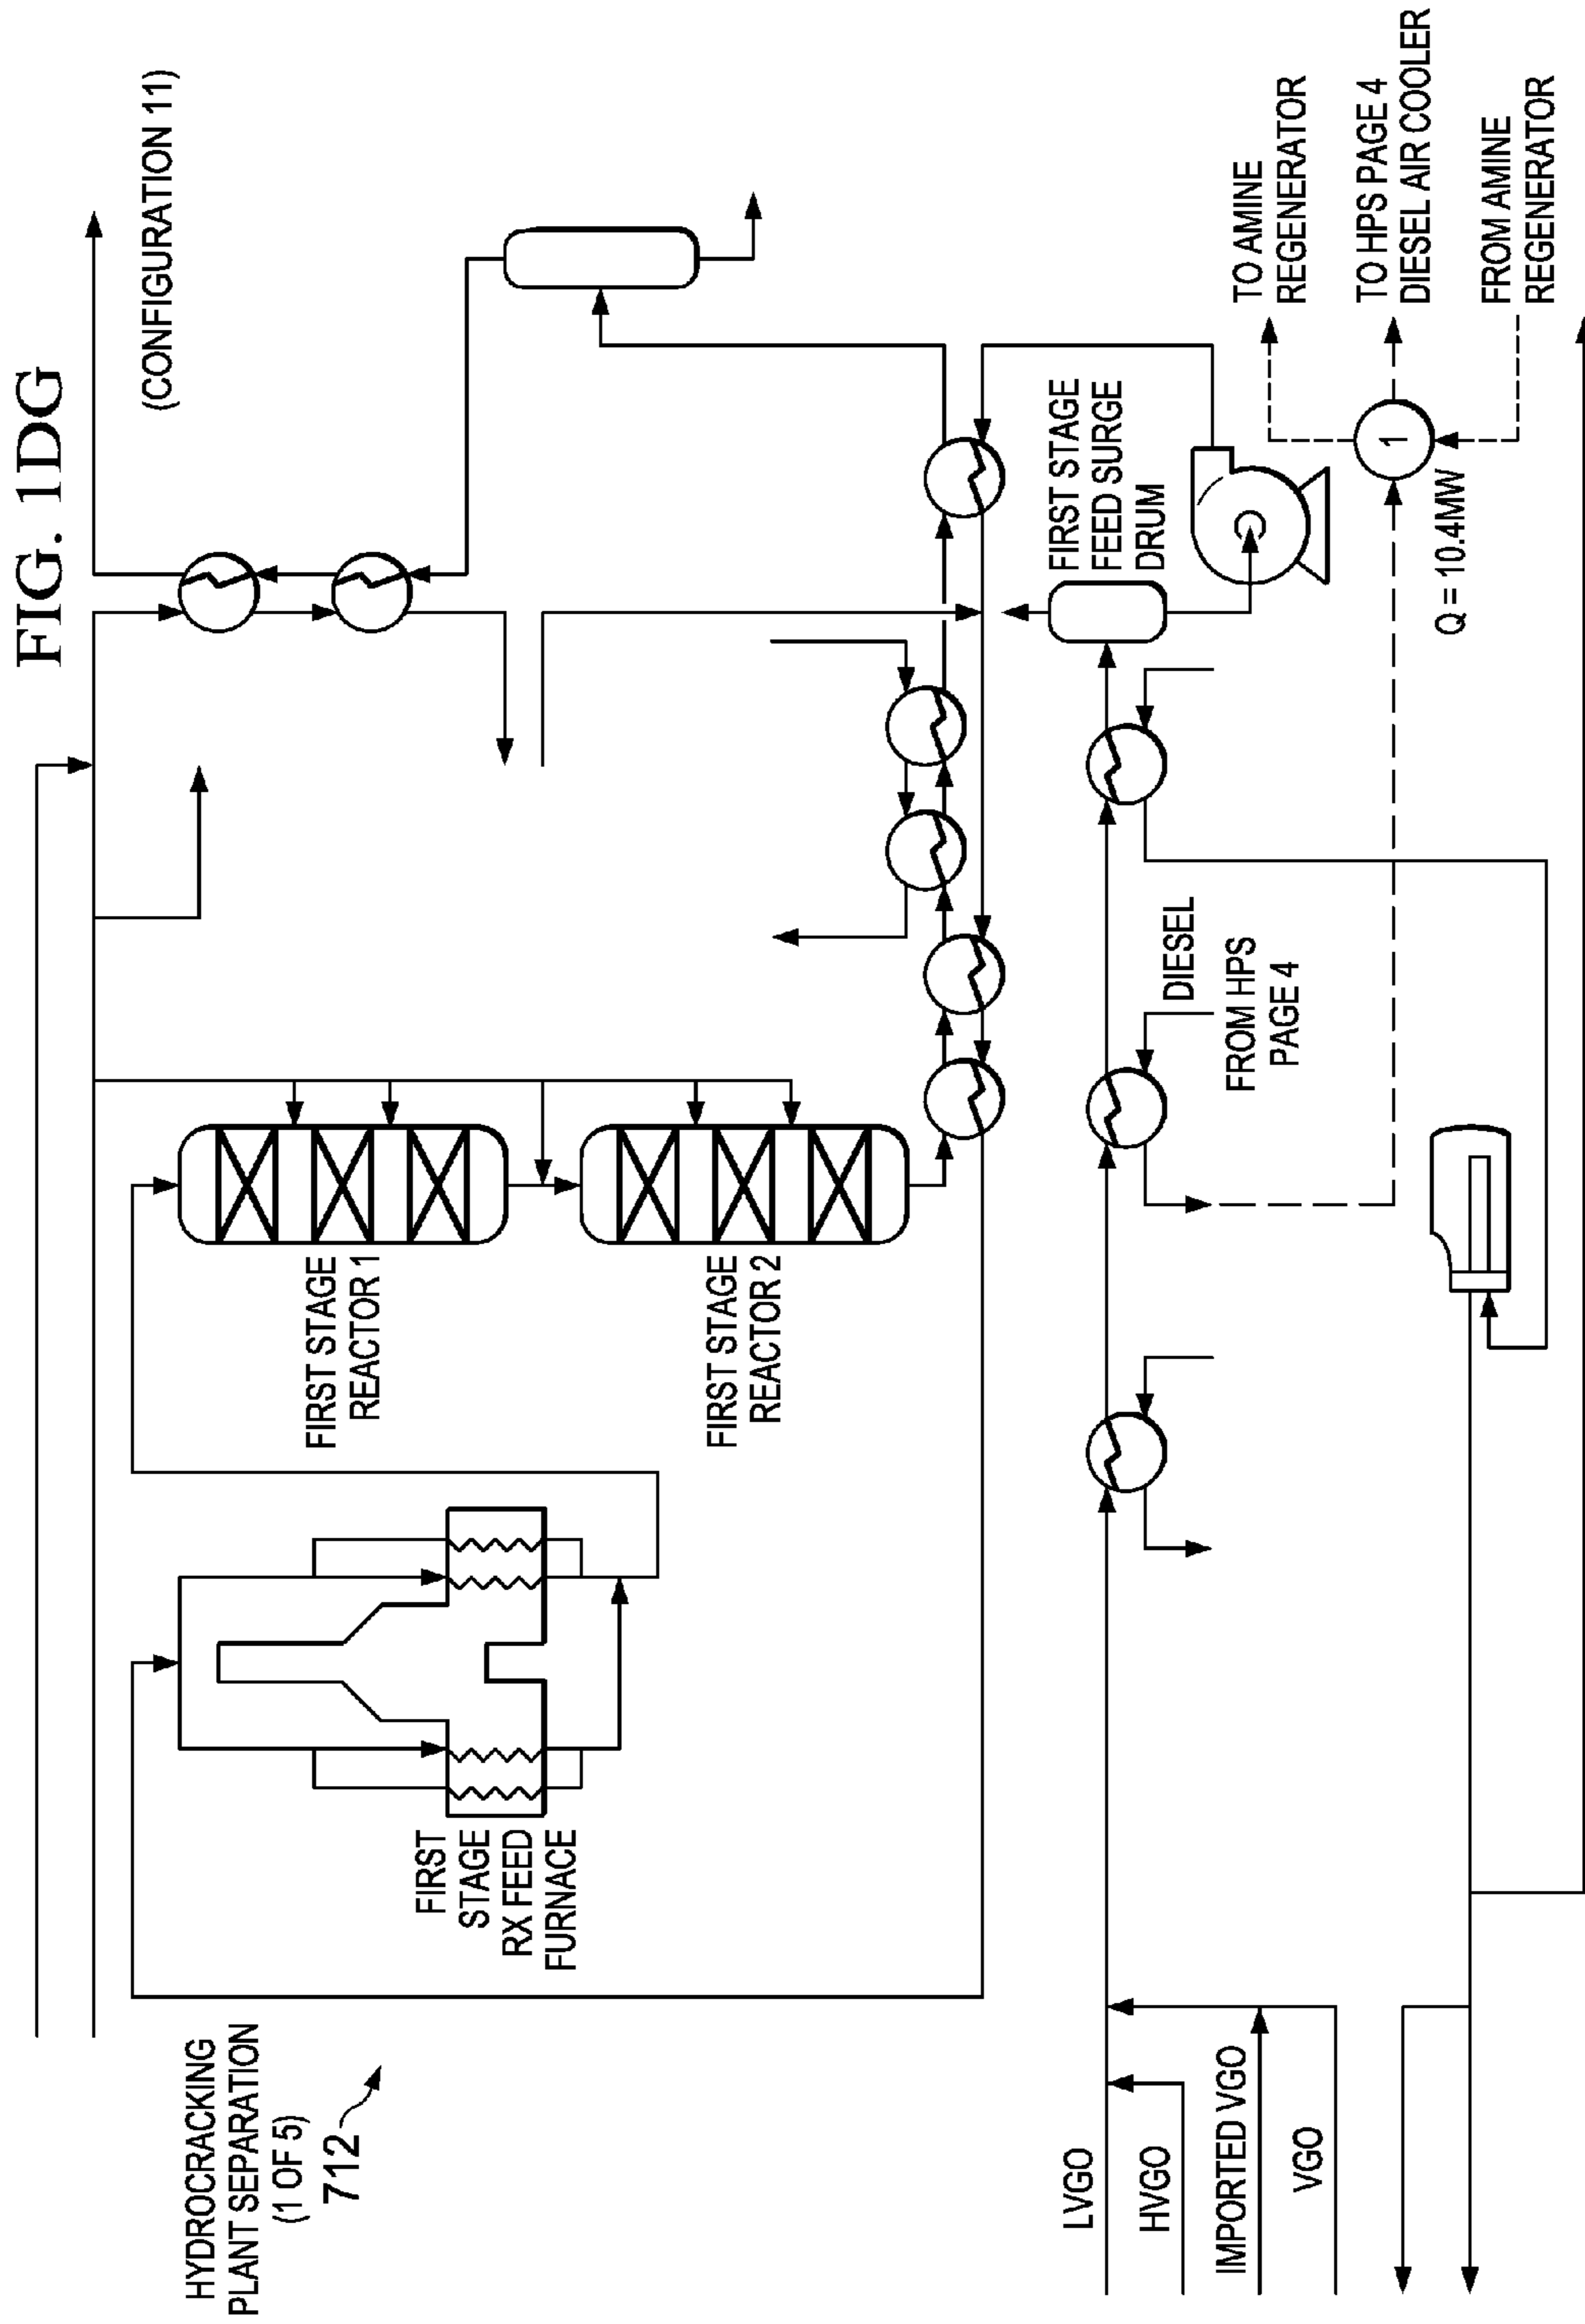 FIG. 1DG
(CONFIGURATION 11)
HYDROCRACKING
PLANT SEPARATION
(1 OF 5)
712
FIRST
STAGE
RX FEED
FURNACE
FIRST STAGE
REACTOR 1
FIRST STAGE
REACTOR 2
LVGO
HVGO
IMPORTED VGO
VGO
DIESEL
FROM HPS
PAGE 4
FIRST STAGE
FEED SURGE
DRUM
Q = 10.4MW
1
TO AMINE
REGENERATOR
TO HPS PAGE 4
DIESEL AIR COOLER
FROM AMINE
REGENERATOR